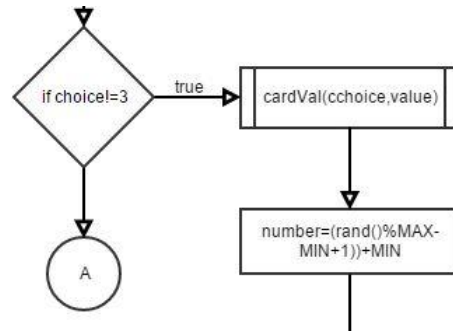 if choice!=3
true
cardVal(cchoice,value)
number=(rand()%MAX-
MIN+1))+MIN
A